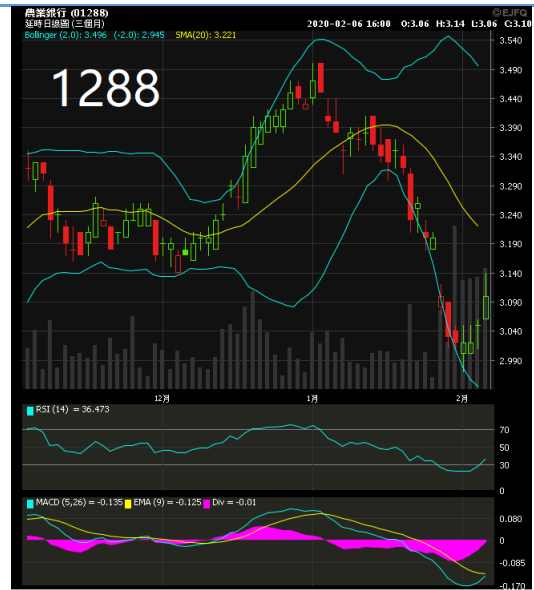 農業銀行 (01288)
©EJFQ
延時日線圖 (三個月)
2020-02-06 16:00 O:3.06 H:3.14 L:3.06 C:3.10
Bollinger (2.0): 3.496 (-2.0): 2.945 SMA(20): 3.221
1288
3.540
3.490
3.440
3.390
3.340
3.290
3.240
3.190
3.140
3.090
3.040
2.990
12月 1月 2月
RSI(14) = 36.473
70
50
30
0
MACD (5,26) = -0.135 EMA (9) = -0.125 Div = -0.01
0.080
0
-0.085
-0.170